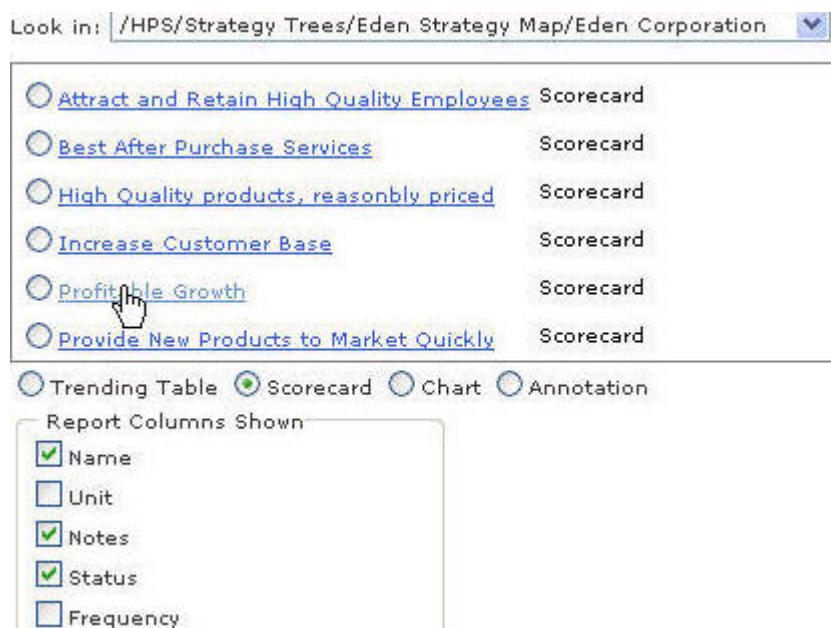 Look in: /HPS/Strategy Trees/Eden Strategy Map/Eden Corporation
Attract and Retain High Quality Employees Scorecard
Best After Purchase Services Scorecard
High Quality products, reasonbly priced Scorecard
Increase Customer Base Scorecard
Profitable Growth Scorecard
Provide New Products to Market Quickly Scorecard
Trending Table Scorecard Chart Annotation
Report Columns Shown
Name
Unit
Notes
Status
Frequency